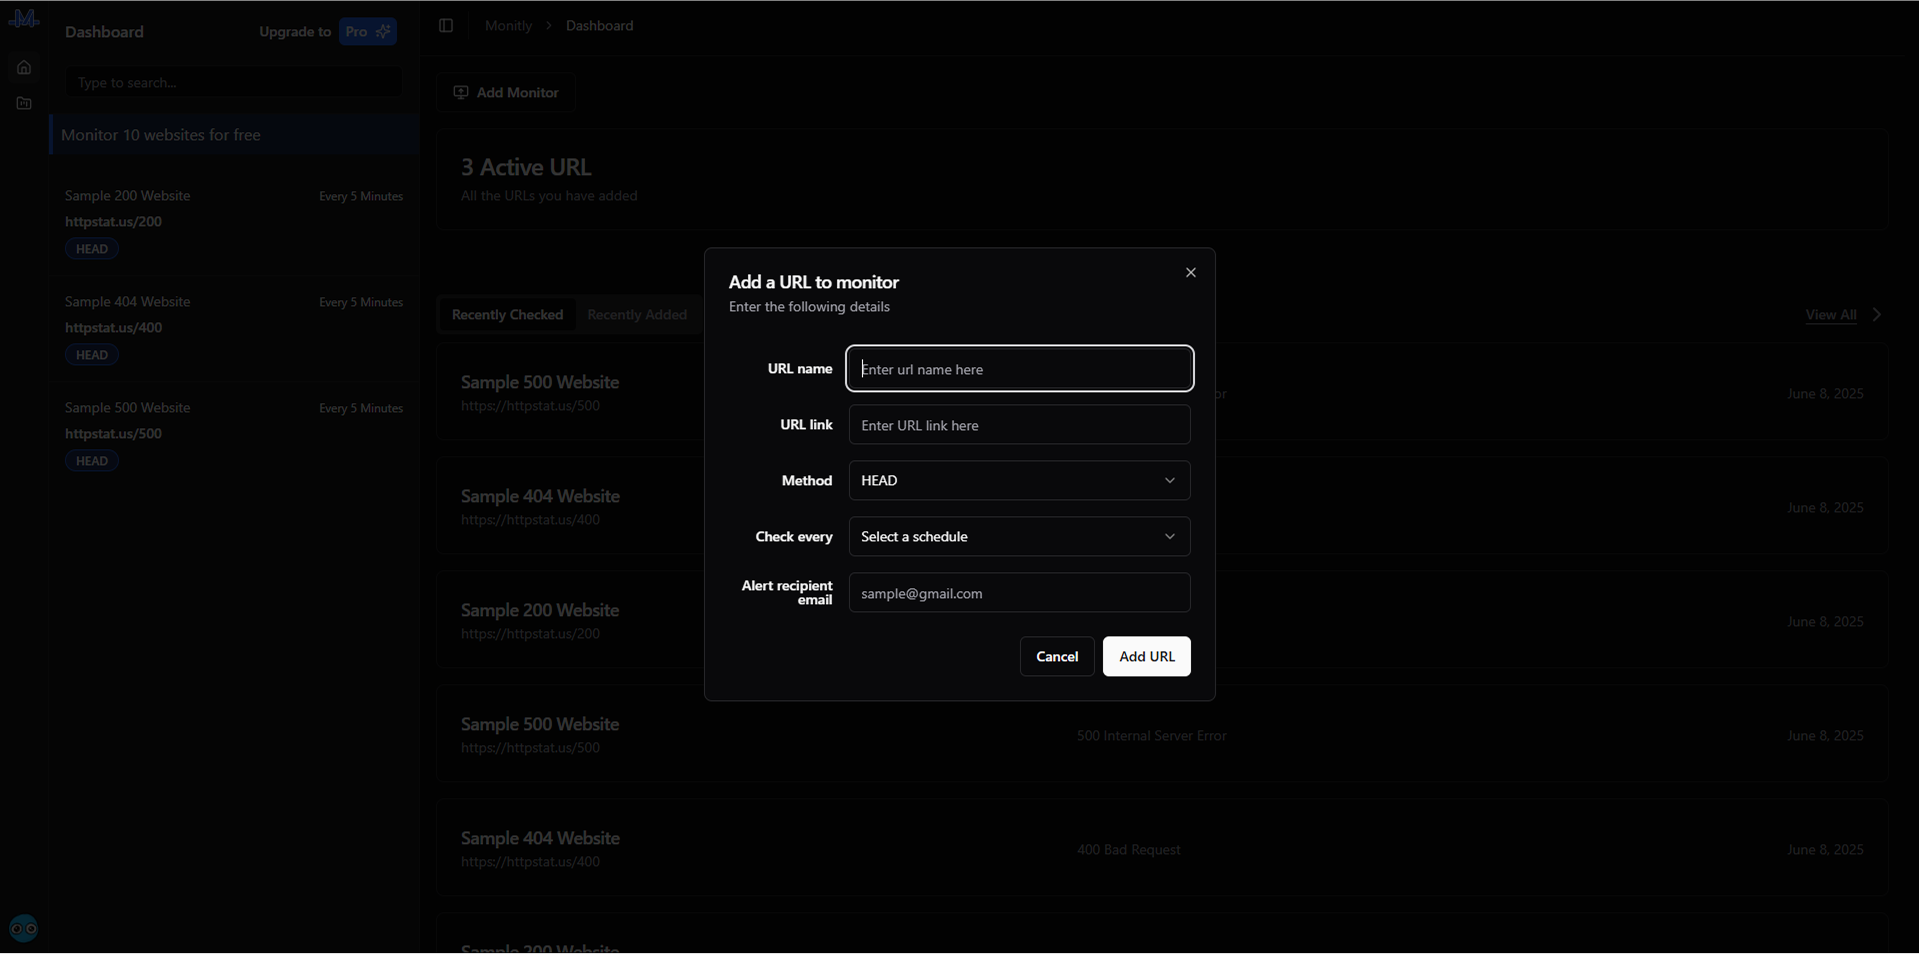 Dashboard
Upgrade to Pro
Type to search...
Monitor 10 websites for free
Sample 200 Website
Every 5 Minutes
httpstat.us/200
HEAD
Sample 404 Website
Every 5 Minutes
httpstat.us/400
HEAD
Sample 500 Website
Every 5 Minutes
httpstat.us/500
HEAD
Monitly > Dashboard
Add Monitor
3 Active URL
All the URLs you have added
Recently Checked
Recently Added
View All
Sample 500 Website
https://httpstat.us/500
or
June 8, 2025
Sample 404 Website
https://httpstat.us/400
June 8, 2025
Sample 200 Website
https://httpstat.us/200
June 8, 2025
Sample 500 Website
https://httpstat.us/500
500 Internal Server Error
June 8, 2025
Sample 404 Website
https://httpstat.us/400
400 Bad Request
June 8, 2025
Sample 200 Website
Add a URL to monitor
Enter the following details
URL name
Enter url name here
URL link
Enter URL link here
Method
HEAD
Check every
Select a schedule
Alert recipient
email
sample@gmail.com
Cancel
Add URL